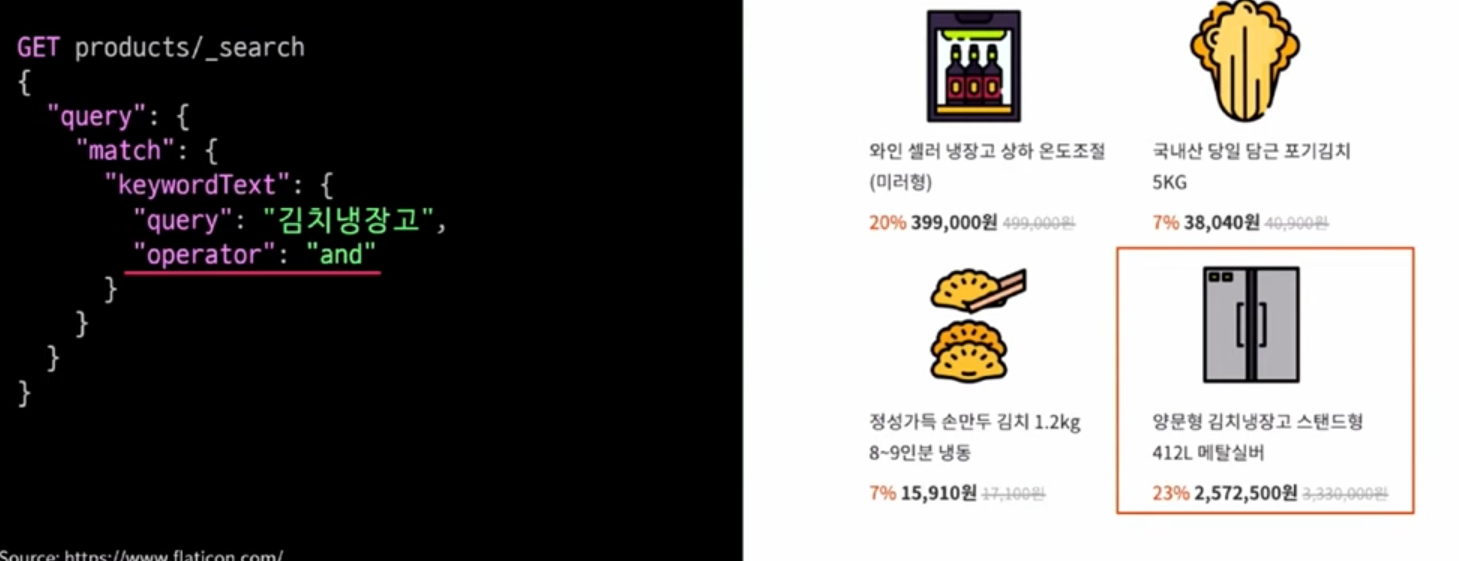 GET products/_search
{
"query": {
"match": {
"keywordText": {
"query": "김치냉장고",
"operator": "and"
}
}
}
}
Source: https://www.flaticon.com/
와인 셀러 냉장고 상하 온도조절
(미러형)
20% 399,000원 499,000원
국내산 당일 담근 포기김치
5KG
7% 38,040원 40,900원
정성가득 손만두 김치 1.2kg
8~9인분 냉동
7% 15,910원 17,100원
양문형 김치냉장고 스탠드형
412L 메탈실버
23% 2,572,500원 3,330,000원